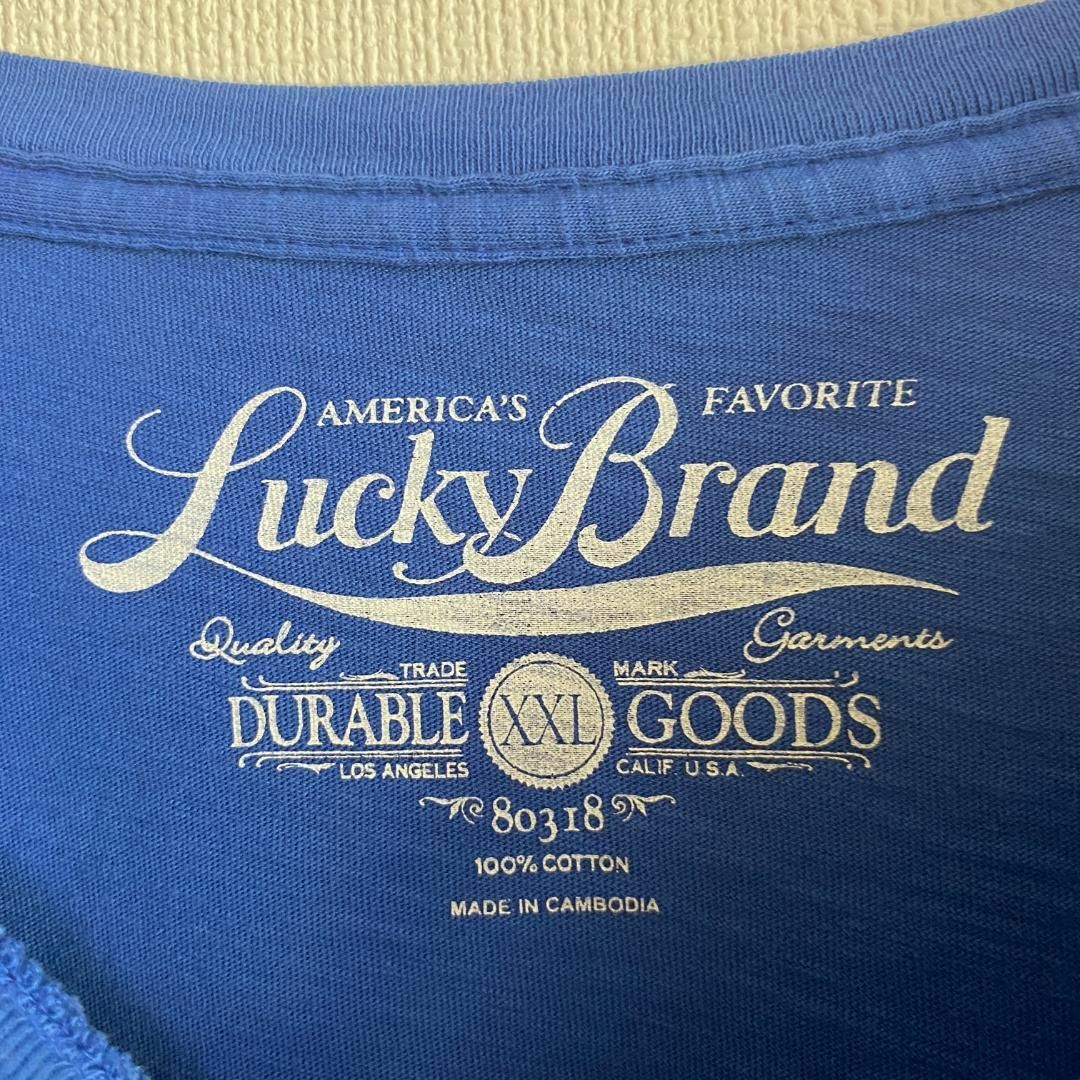 AMERICA'S FAVORITE
Lucky Brand
Quality Garments
TRADE MARK
DURABLE XXL GOODS
LOS ANGELES CALIF. U.S.A.
80318
100% COTTON
MADE IN CAMBODIA